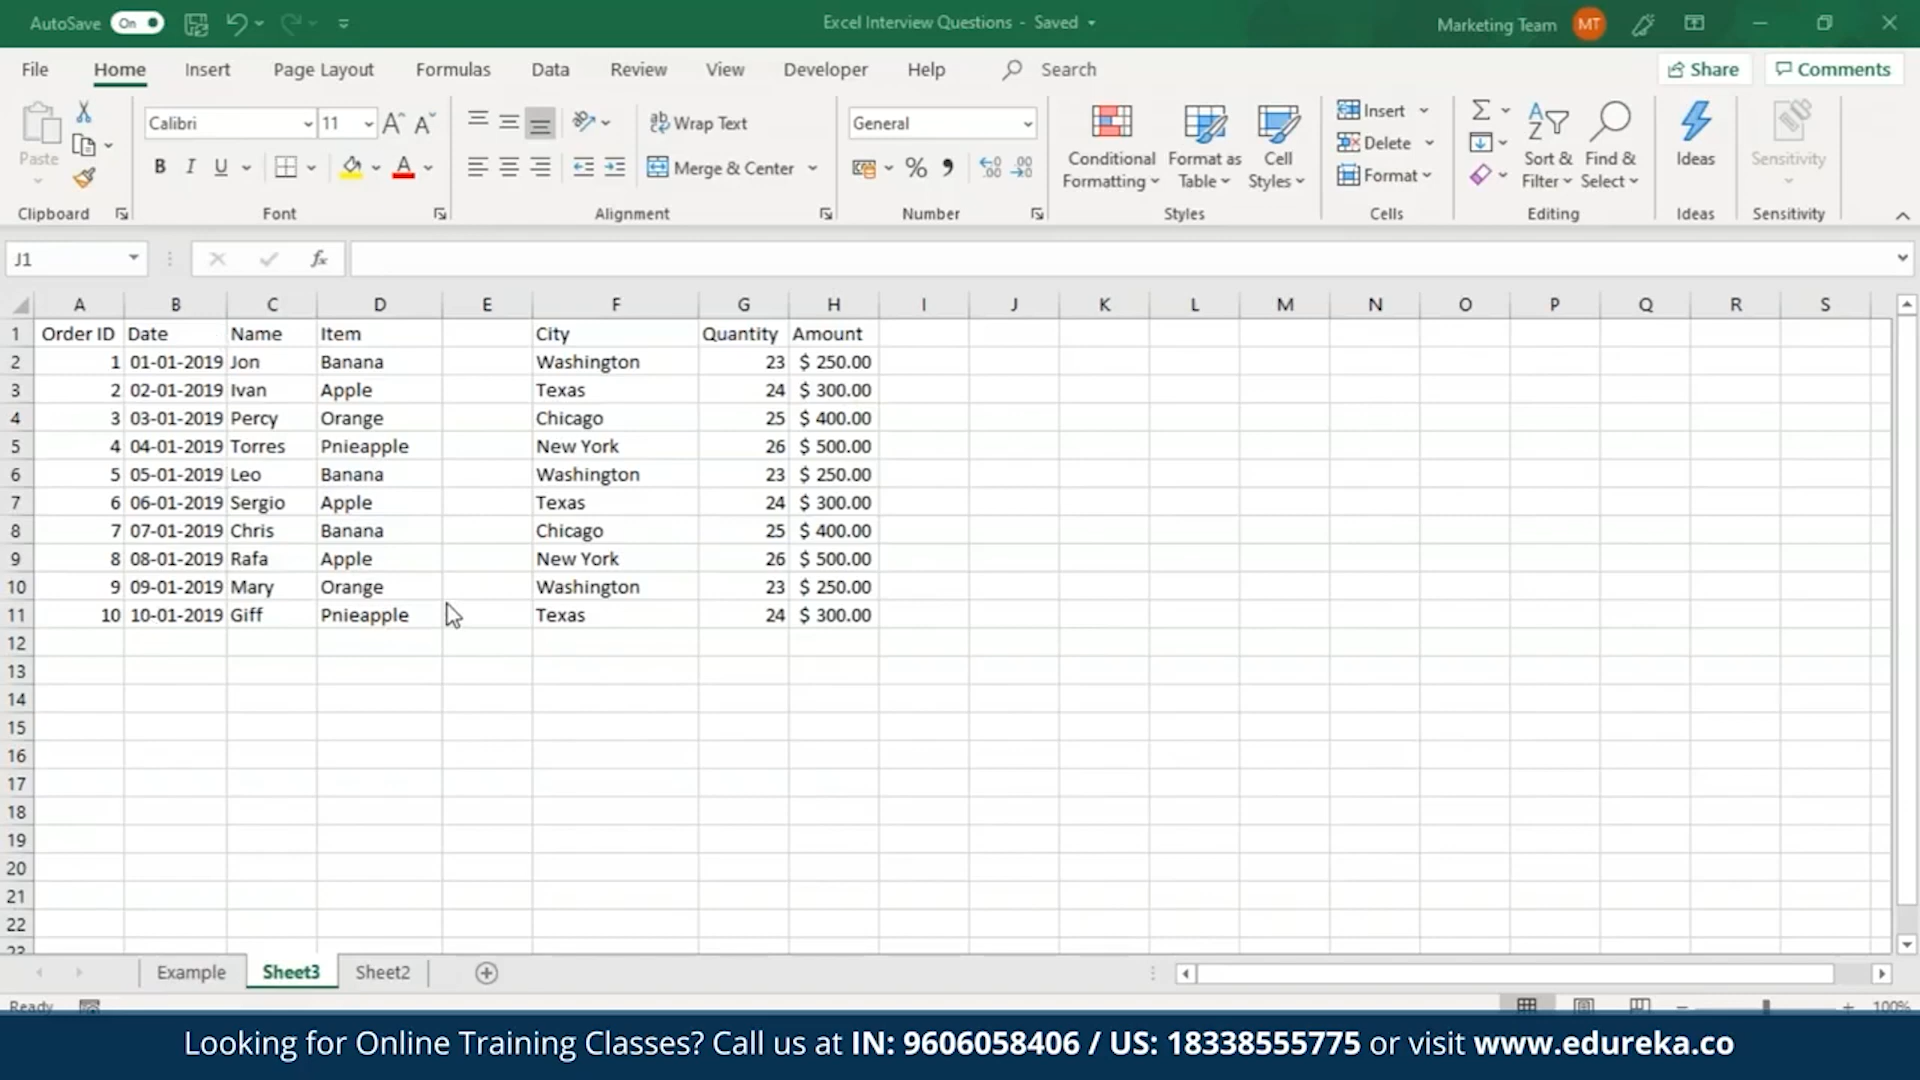 AutoSave On Excel Interview Questions - Saved Marketing Team MT
File Home Insert Page Layout Formulas Data Review View Developer Help Search Share Comments
Paste
Clipboard
Calibri 11
B I U
Font
Wrap Text
Merge & Center
Alignment
General
%
Number
Conditional Formatting
Format as Table
Cell Styles
Styles
Insert
Delete
Format
Cells
Sort & Filter
Find & Select
Editing
Ideas
Ideas
Sensitivity
Sensitivity
J1 fx
A B C D E F G H I J K L M N O P Q R S
1 Order ID Date Name Item City Quantity Amount
2 1 01-01-2019 Jon Banana Washington 23 $ 250.00
3 2 02-01-2019 Ivan Apple Texas 24 $ 300.00
4 3 03-01-2019 Percy Orange Chicago 25 $ 400.00
5 4 04-01-2019 Torres Pnieapple New York 26 $ 500.00
6 5 05-01-2019 Leo Banana Washington 23 $ 250.00
7 6 06-01-2019 Sergio Apple Texas 24 $ 300.00
8 7 07-01-2019 Chris Banana Chicago 25 $ 400.00
9 8 08-01-2019 Rafa Apple New York 26 $ 500.00
10 9 09-01-2019 Mary Orange Washington 23 $ 250.00
11 10 10-01-2019 Giff Pnieapple Texas 24 $ 300.00
12
13
14
15
16
17
18
19
20
21
22
23
Example Sheet3 Sheet2
Ready 100%
Looking for Online Training Classes? Call us at IN: 9606058406 / US: 18338555775 or visit www.edureka.co